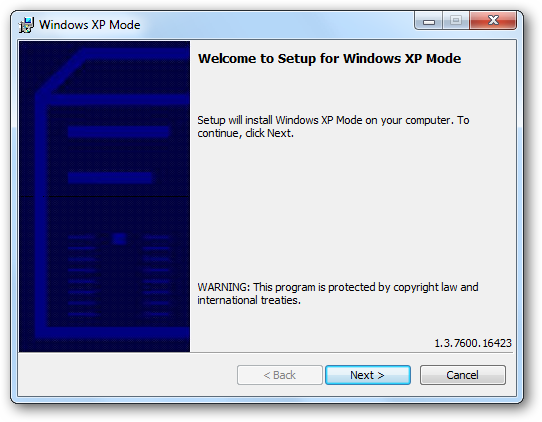 Windows XP Mode
Welcome to Setup for Windows XP Mode
Setup will install Windows XP Mode on your computer. To
continue, click Next.
WARNING: This program is protected by copyright law and
international treaties.
1.3.7600.16423
< Back
Next >
Cancel